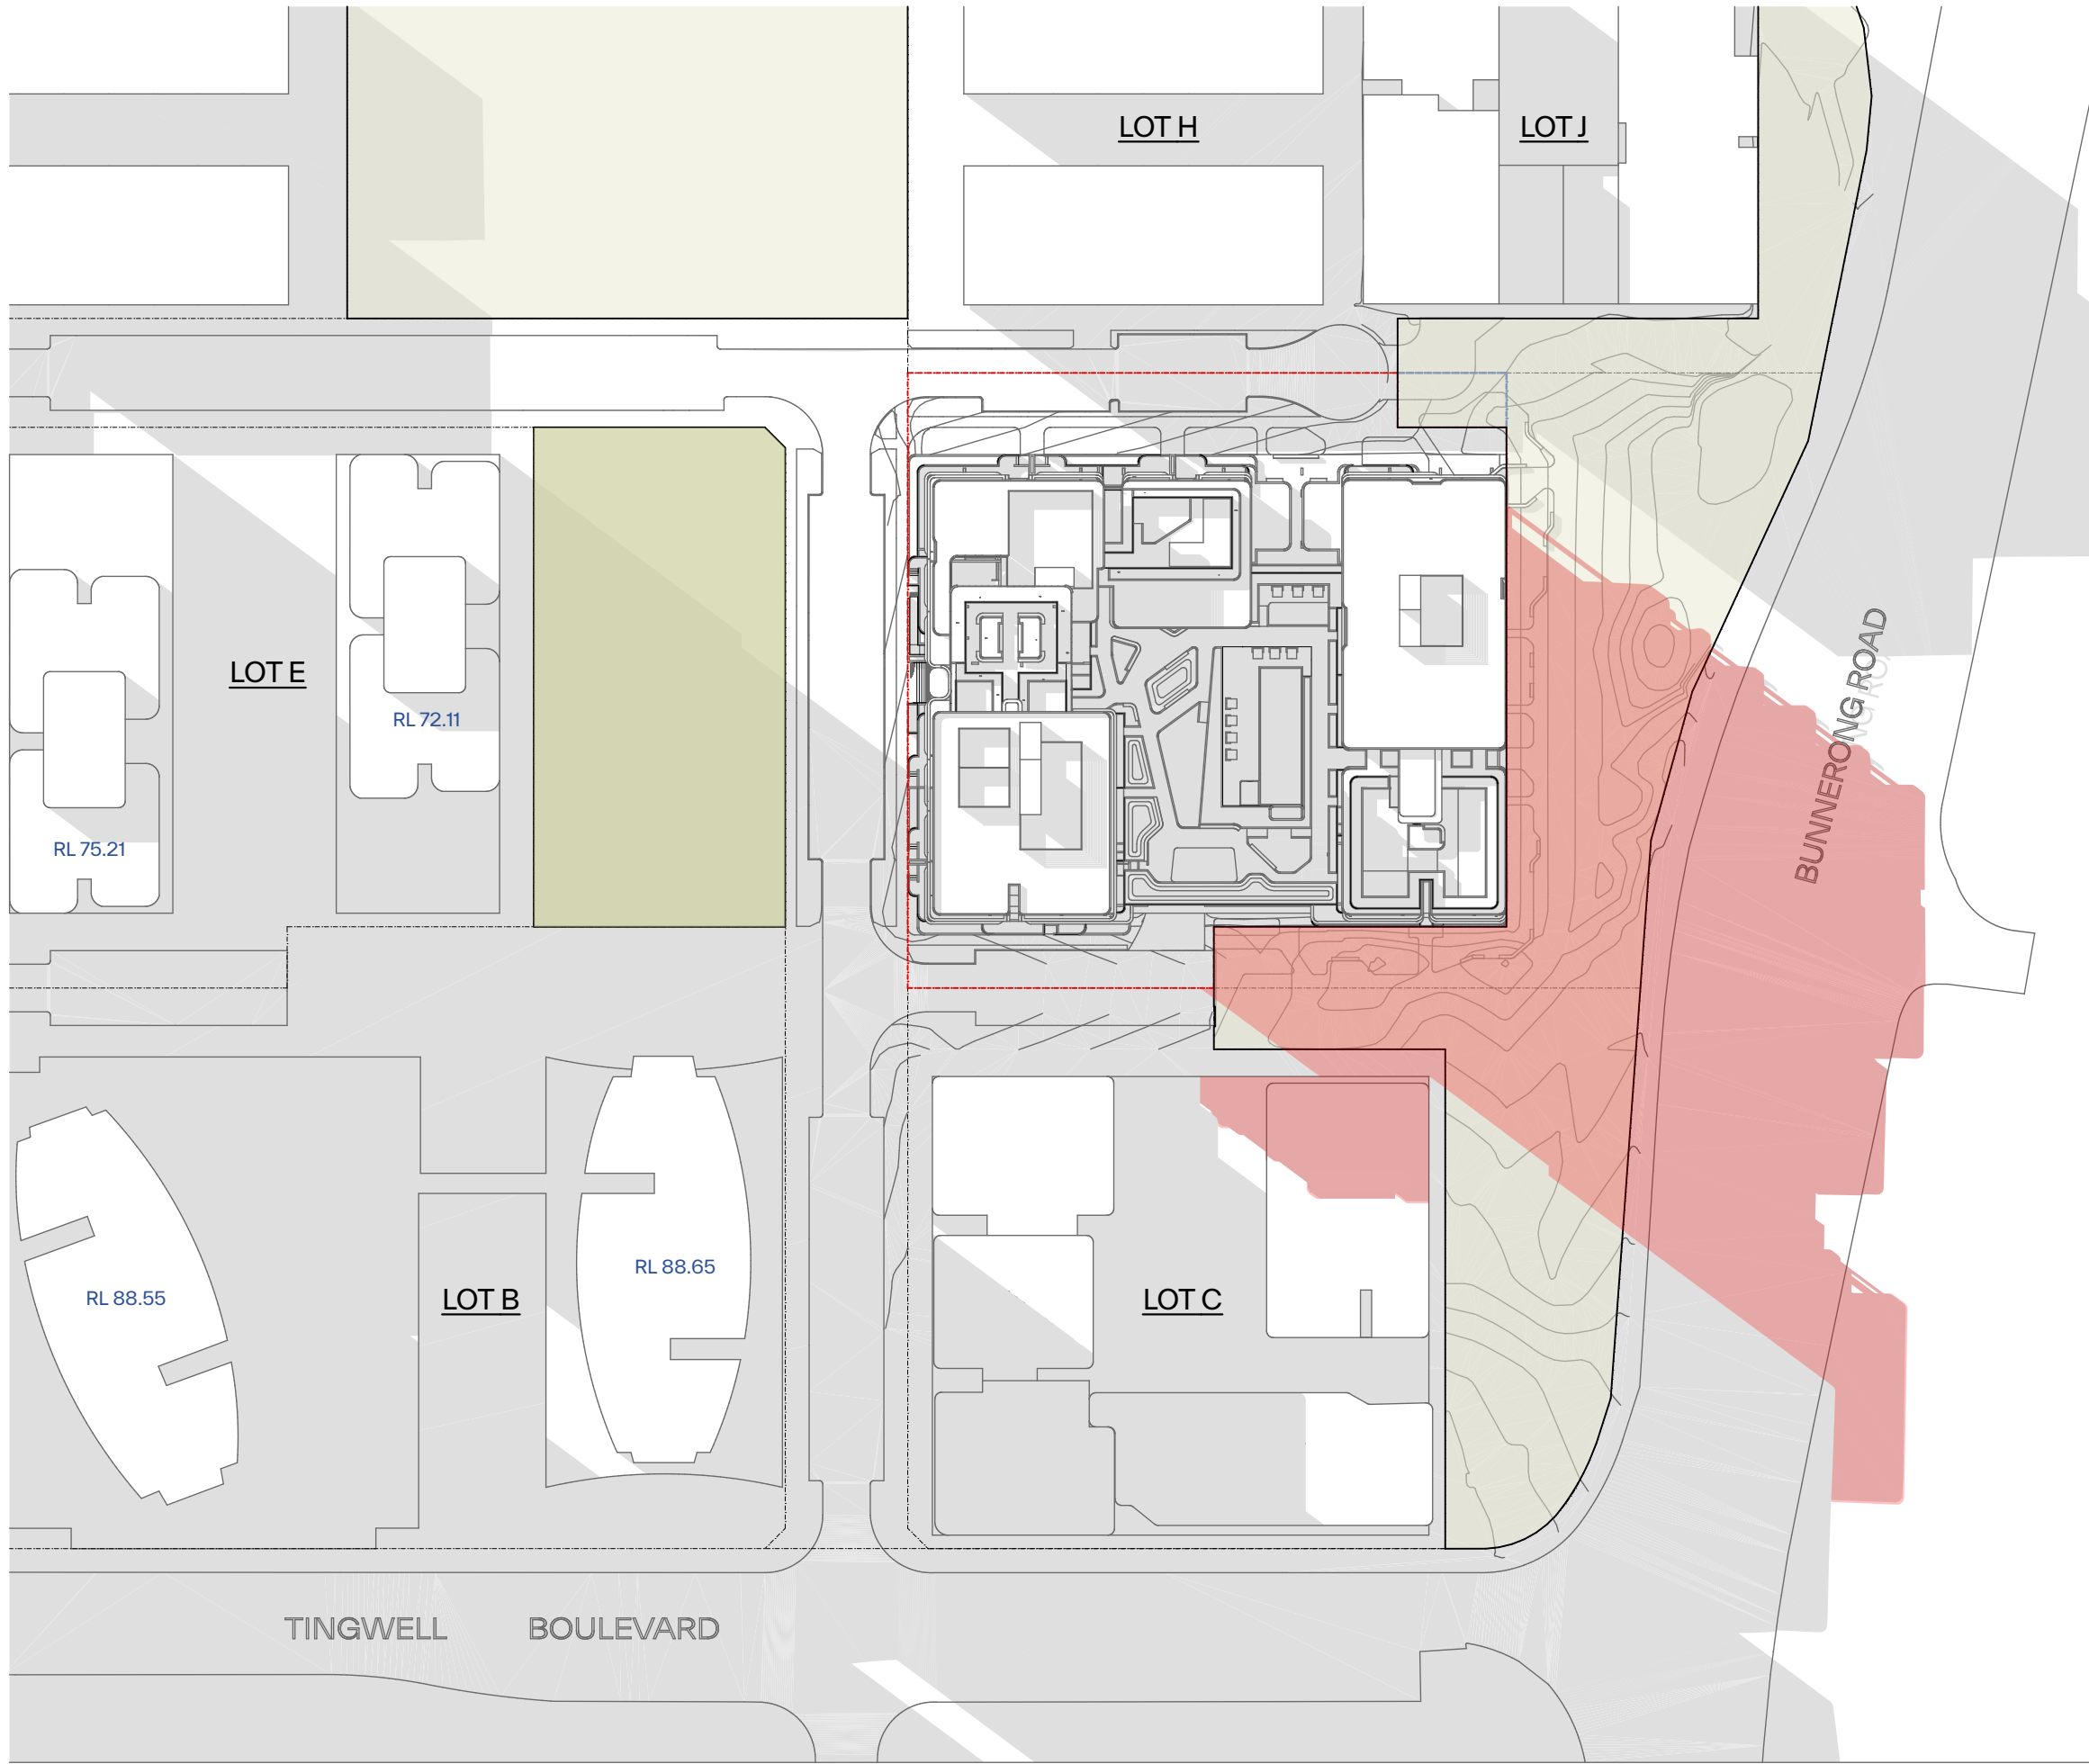 LOT H
LOT J
LOT E
RL 72.11
BUNNERONG ROAD
RL 75.21
RL 88.65
RL 88.55
LOT B
LOT C
TINGWELL BOULEVARD